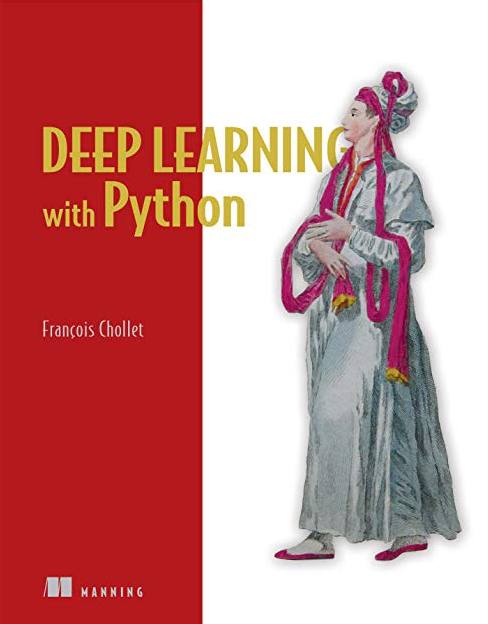 DEEP LEARNING
with Python
François Chollet
MANNING